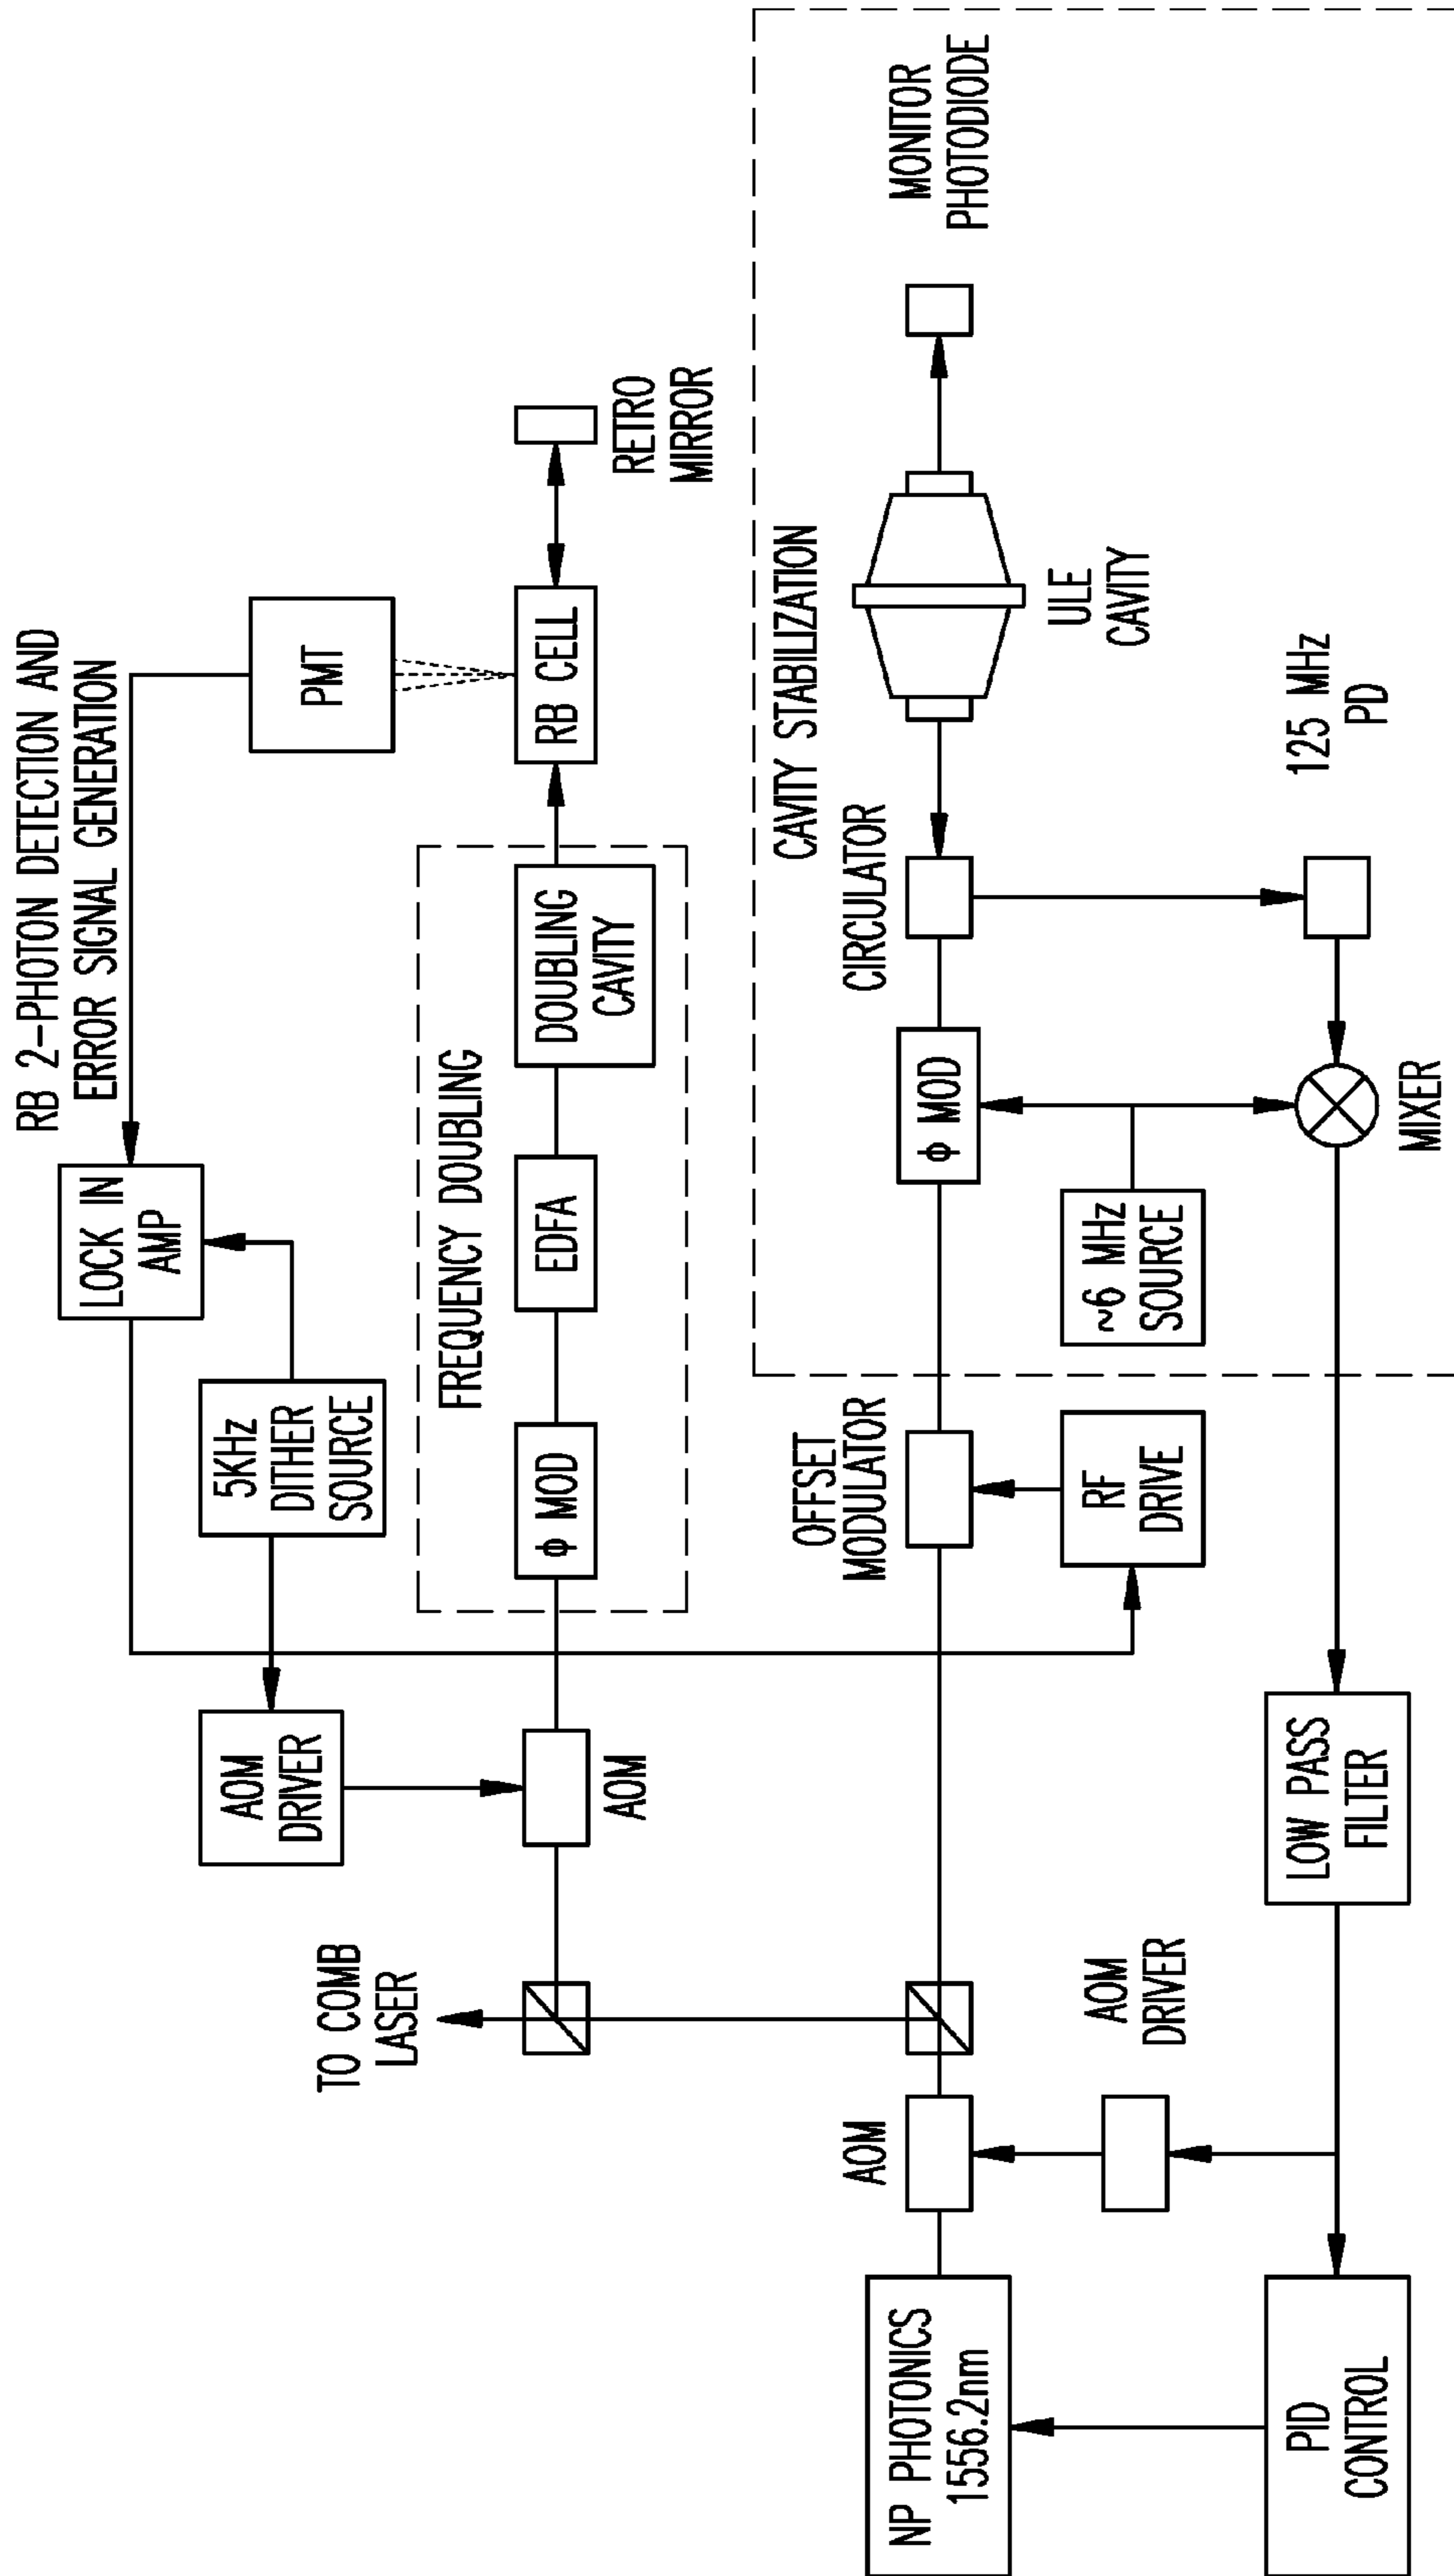 RB 2-PHOTON DETECTION AND
ERROR SIGNAL GENERATION
LOCK IN
AMP
PMT
5KHz
DITHER
SOURCE
AOM
DRIVER
TO COMB
LASER
AOM
FREQUENCY DOUBLING
ϕ MOD
EDFA
DOUBLING
CAVITY
RB CELL
RETRO
MIRROR
CAVITY STABILIZATION
NP PHOTONICS
1556.2nm
AOM
OFFSET
MODULATOR
ϕ MOD
CIRCULATOR
ULE
CAVITY
MONITOR
PHOTODIODE
AOM
DRIVER
RF
DRIVE
~6 MHz
SOURCE
125 MHz
PD
PID
CONTROL
LOW PASS
FILTER
MIXER